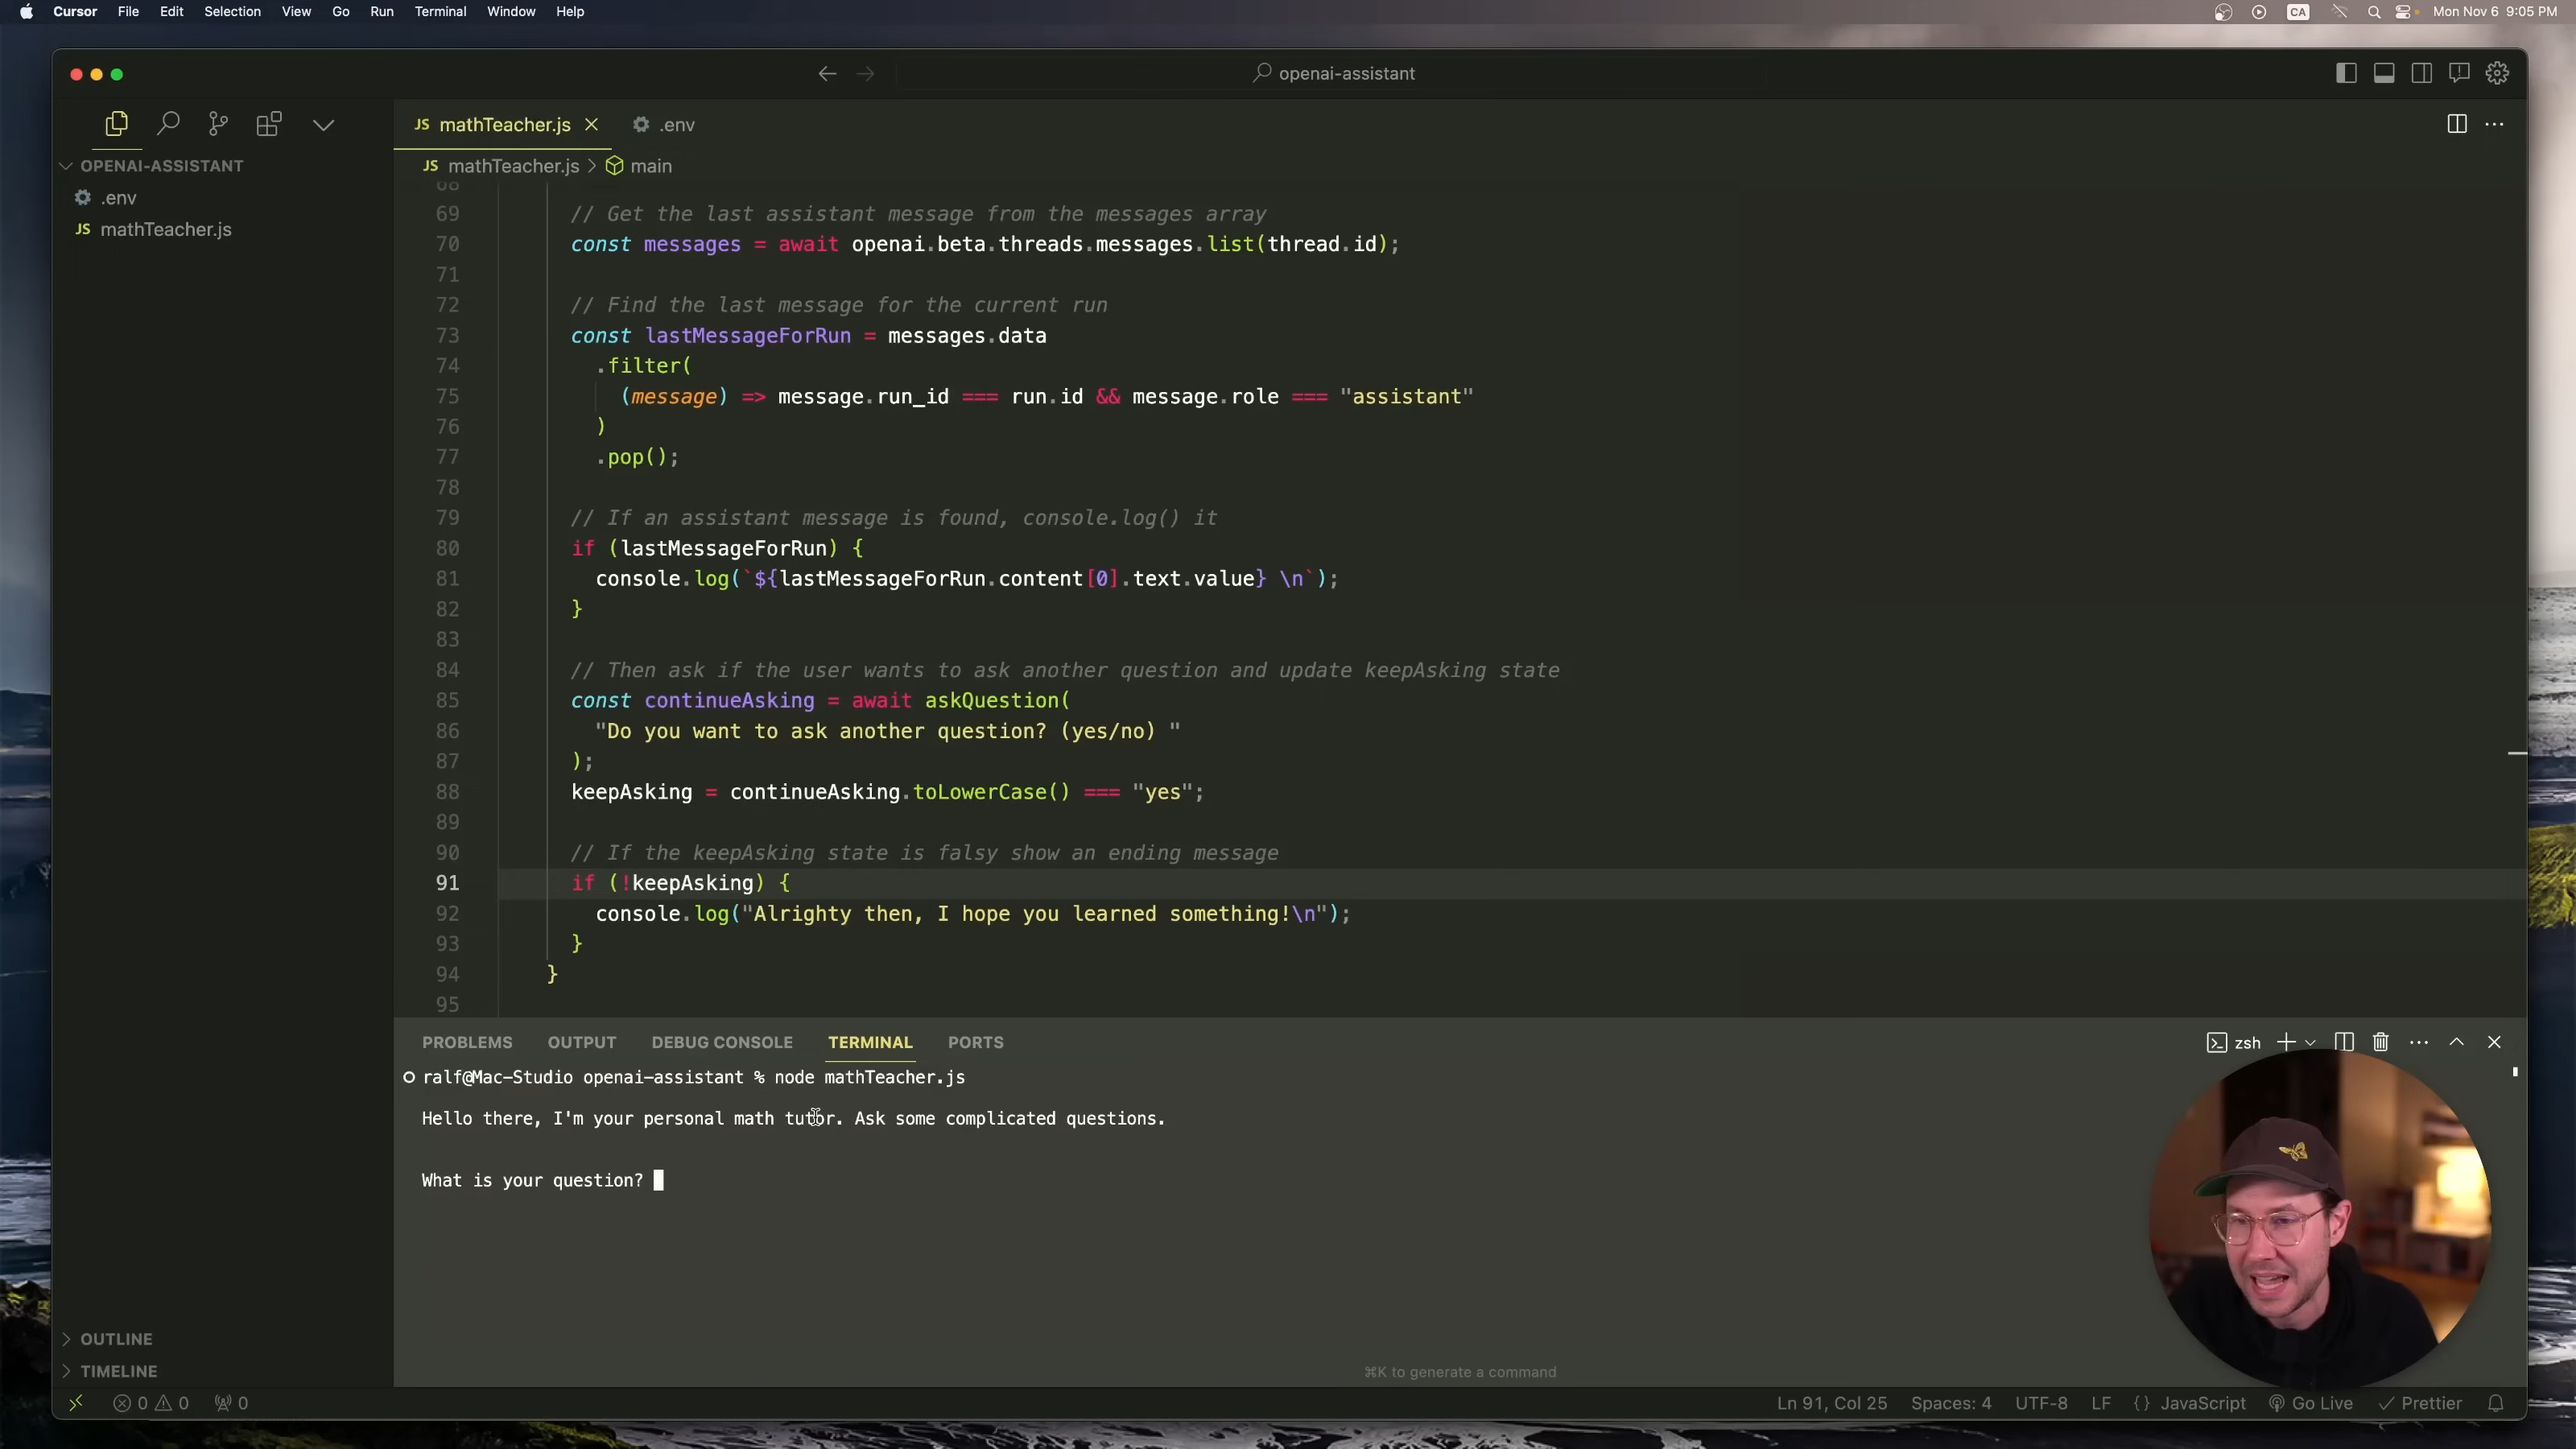 Cursor File Edit Selection View Go Run Terminal Window Help CA Mon Nov 6 9:05 PM
openai-assistant
JS mathTeacher.js .env
OPENAI-ASSISTANT
.env
JS mathTeacher.js
JS mathTeacher.js > main
68
69 // Get the last assistant message from the messages array
70 const messages = await openai.beta.threads.messages.list(thread.id);
71
72 // Find the last message for the current run
73 const lastMessageForRun = messages.data
74 .filter(
75 (message) => message.run_id === run.id && message.role === "assistant"
76 )
77 .pop();
78
79 // If an assistant message is found, console.log() it
80 if (lastMessageForRun) {
81 console.log(`${lastMessageForRun.content[0].text.value} \n`);
82 }
83
84 // Then ask if the user wants to ask another question and update keepAsking state
85 const continueAsking = await askQuestion(
86 "Do you want to ask another question? (yes/no) "
87 );
88 keepAsking = continueAsking.toLowerCase() === "yes";
89
90 // If the keepAsking state is falsy show an ending message
91 if (!keepAsking) {
92 console.log("Alrighty then, I hope you learned something!\n");
93 }
94 }
95
PROBLEMS OUTPUT DEBUG CONSOLE TERMINAL PORTS zsh
ralf@Mac-Studio openai-assistant % node mathTeacher.js
Hello there, I'm your personal math tutor. Ask some complicated questions.
What is your question?
OUTLINE
TIMELINE
⌘K to generate a command
0 0 0 Ln 91, Col 25 Spaces: 4 UTF-8 LF {} JavaScript Go Live Prettier